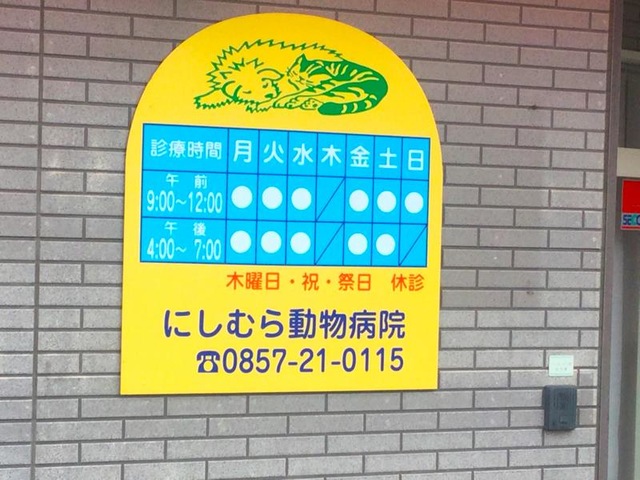 診療時間 月 火 水 木 金 土 日
午前
9:00〜12:00 ● ● ● ／ ● ● ●
午後
4:00〜 7:00 ● ● ● ／ ● ● ／
木曜日・祝・祭日 休診
にしむら動物病院
☎0857-21-0115